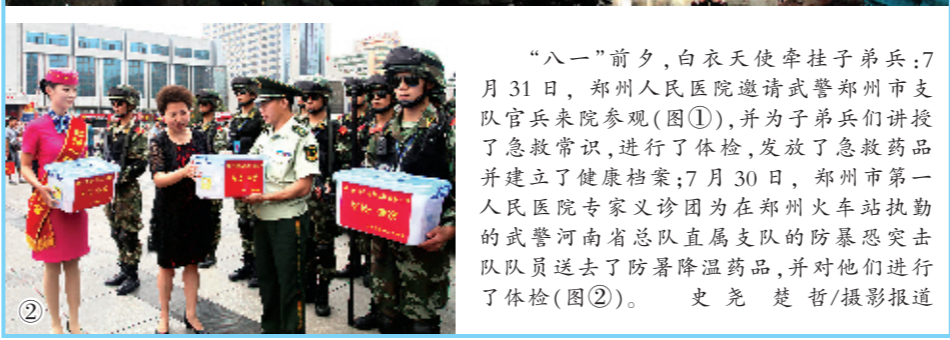 “八一”前夕，白衣天使牵挂子弟兵：7
月31日，郑州人民医院邀请武警郑州市支
队官兵来院参观(图①)，并为子弟兵们讲授
了急救常识，进行了体检，发放了急救药品
并建立了健康档案；7月30日，郑州市第一
人民医院专家义诊团为在郑州火车站执勤
的武警河南省总队直属支队的防暴恐突击
队队员送去了防暑降温药品，并对他们进行
了体检(图②)。 史尧 楚哲/摄影报道
②